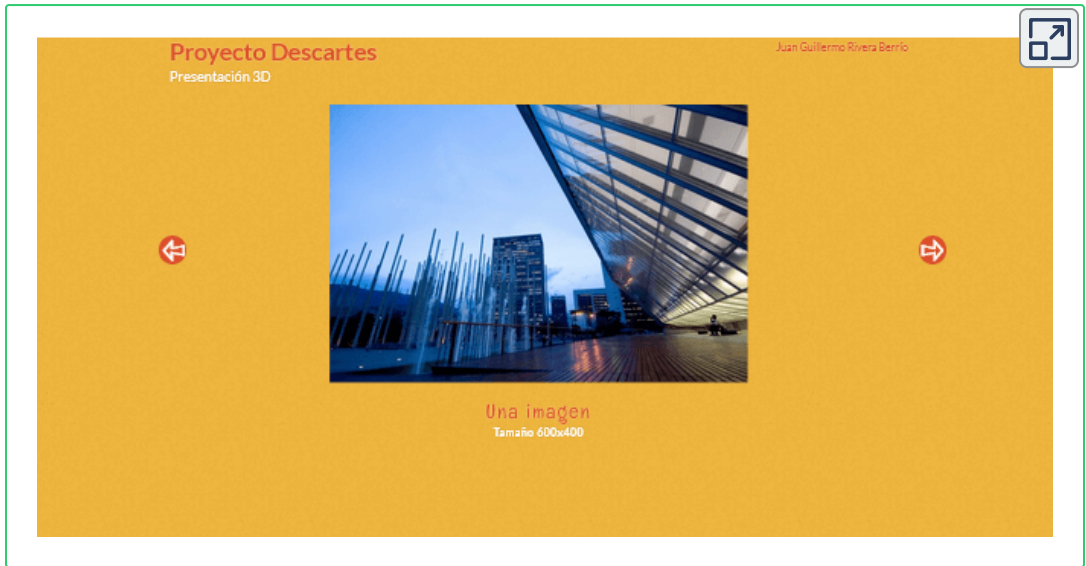 Proyecto Descartes
Juan Guillermo Rivera Berrío
Presentación 3D
Una imagen
Tamaño 600x400